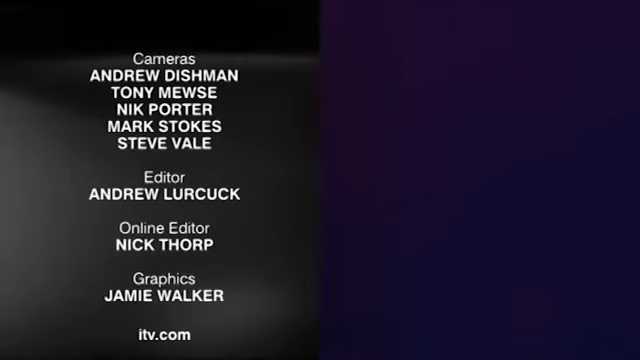 Cameras
ANDREW DISHMAN
TONY MEWSE
NIK PORTER
MARK STOKES
STEVE VALE
Editor
ANDREW LURCUCK
Online Editor
NICK THORP
Graphics
JAMIE WALKER
itv.com